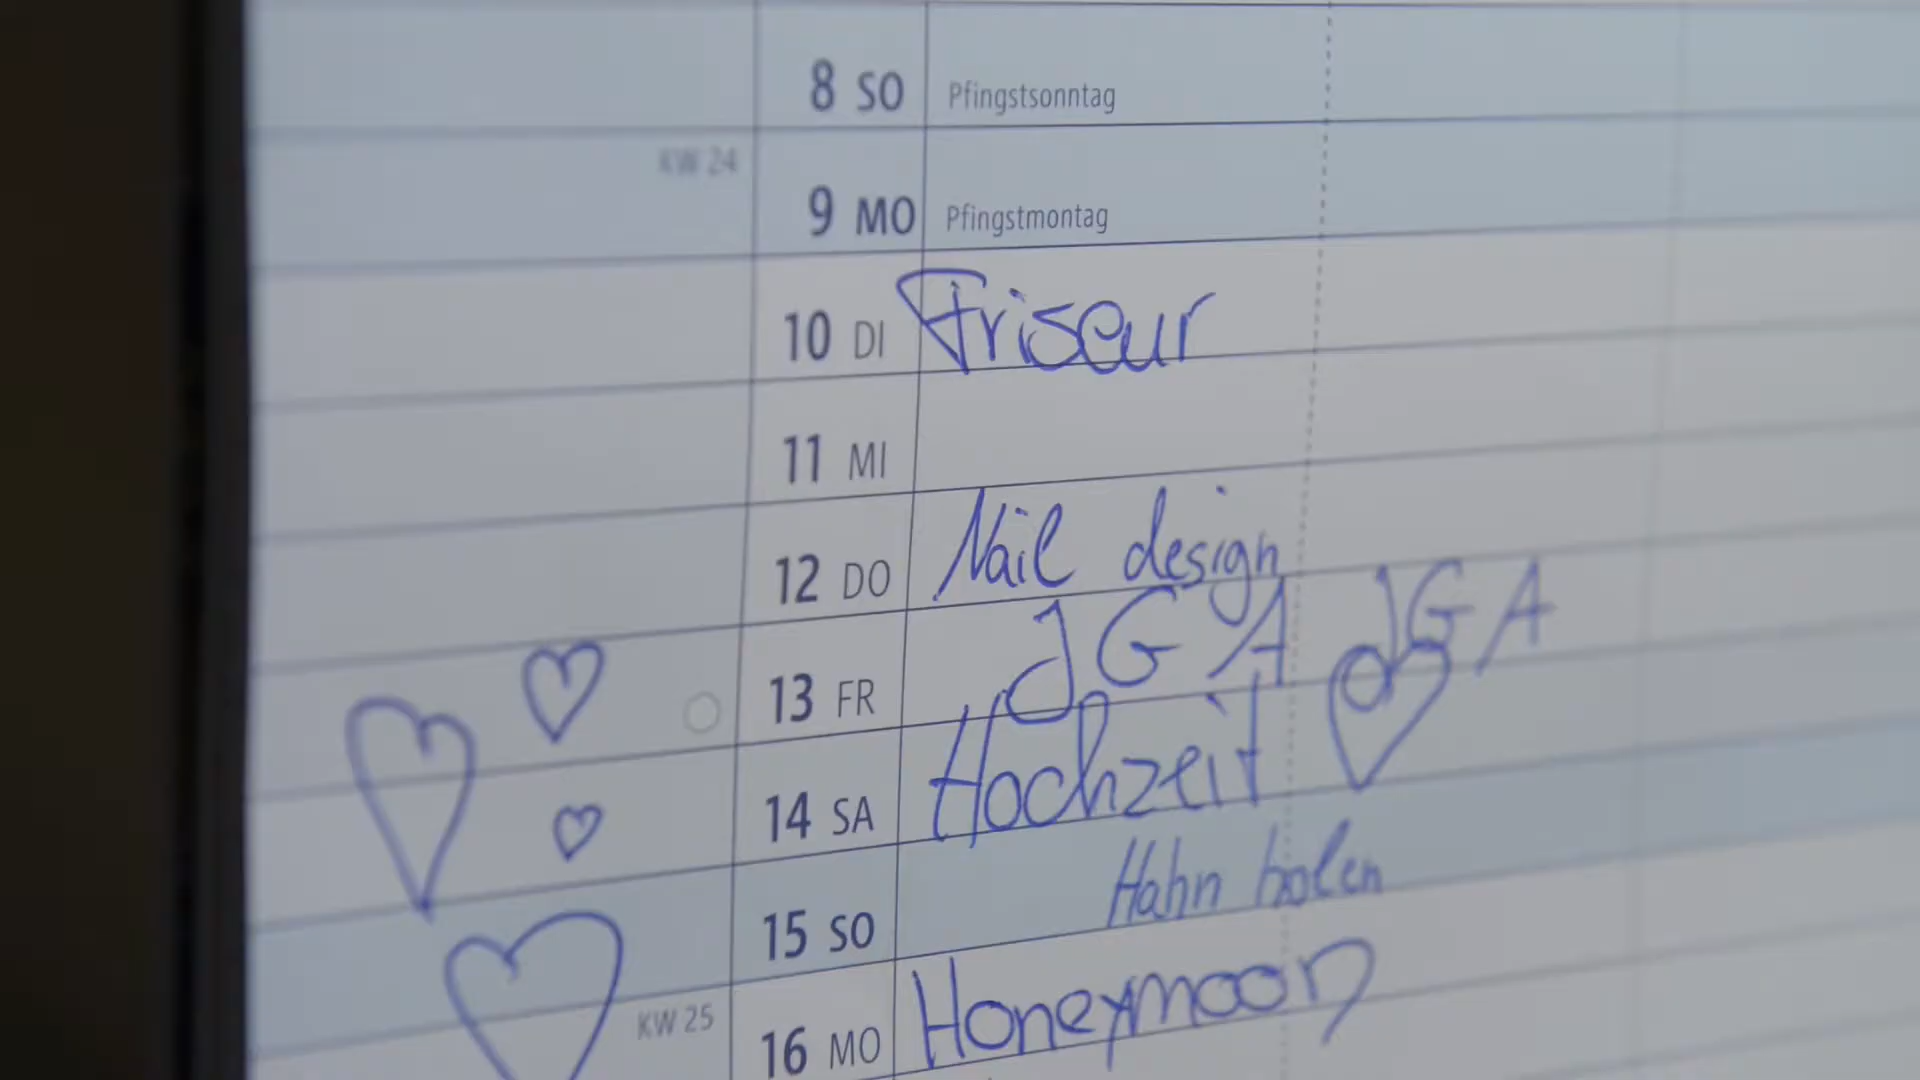 8 SO Pfingstsonntag
KW 24
9 MO Pfingstmontag
10 DI Friseur
11 MI
12 DO Nail design
13 FR JGA JGA
14 SA Hochzeit
15 SO Hahn holen
KW 25
16 MO Honeymoon